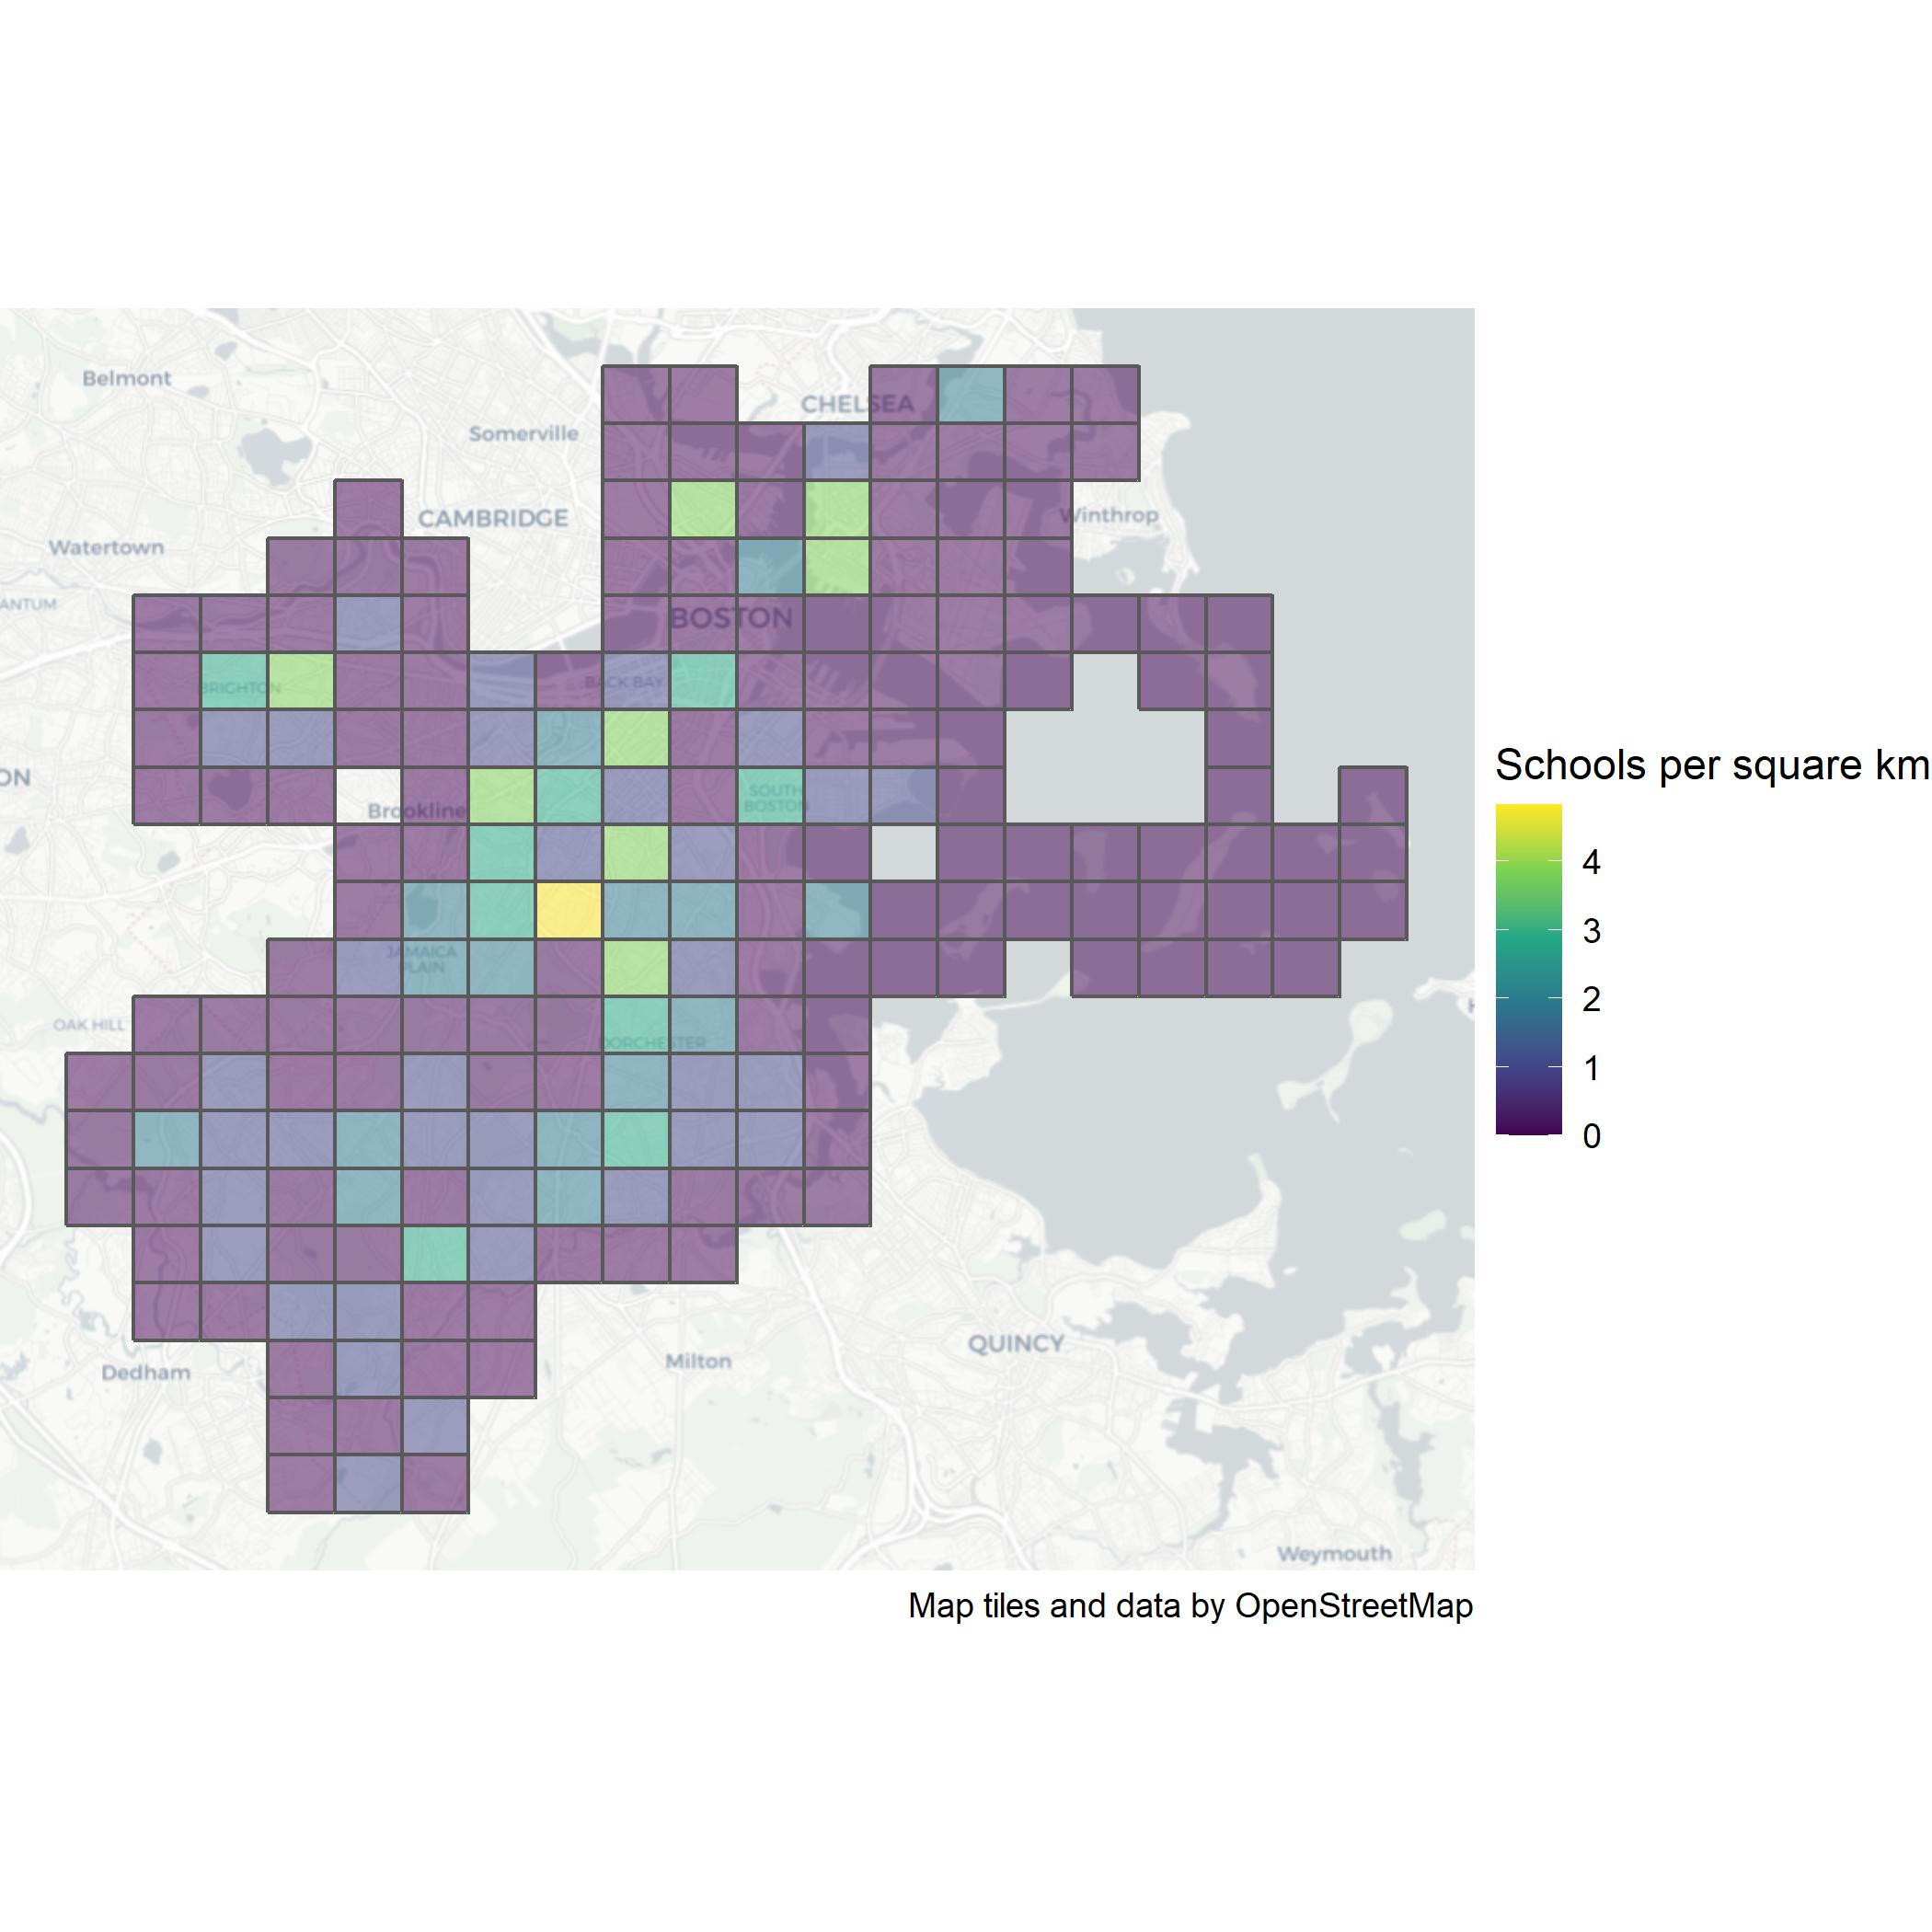 Belmont
CHELSEA
Somerville
CAMBRIDGE
Winthrop
Watertown
ANTUM
BOSTON
BRIGHTON
BACK BAY
ON
Brookline
SOUTH
BOSTON
JAMAICA
PLAIN
OAK HILL
DORCHESTER
H
QUINCY
Milton
Dedham
Weymouth
Schools per square km
4
3
2
1
0
Map tiles and data by OpenStreetMap